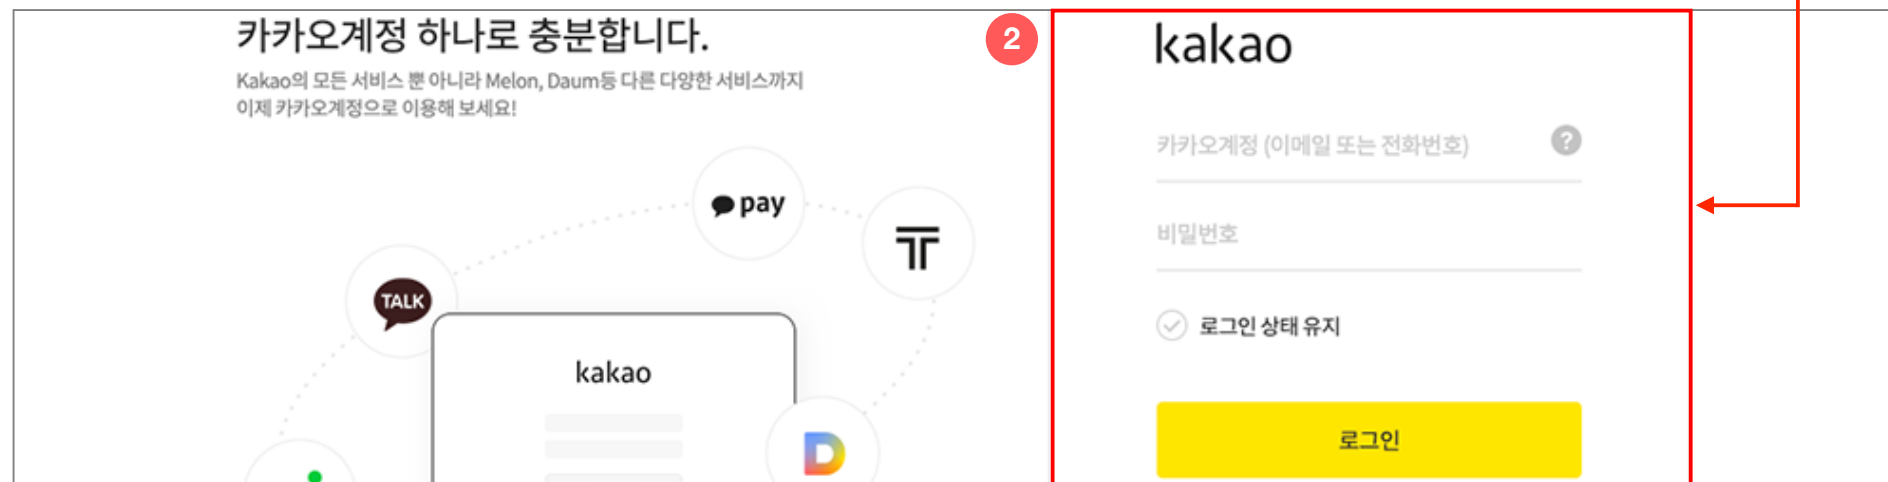 카카오계정 하나로 충분합니다.
Kakao의 모든 서비스 뿐 아니라 Melon, Daum등 다른 다양한 서비스까지
이제 카카오계정으로 이용해 보세요!
pay
T
TALK
kakao
D
2
kakao
카카오계정 (이메일 또는 전화번호)
?
비밀번호
로그인 상태 유지
로그인